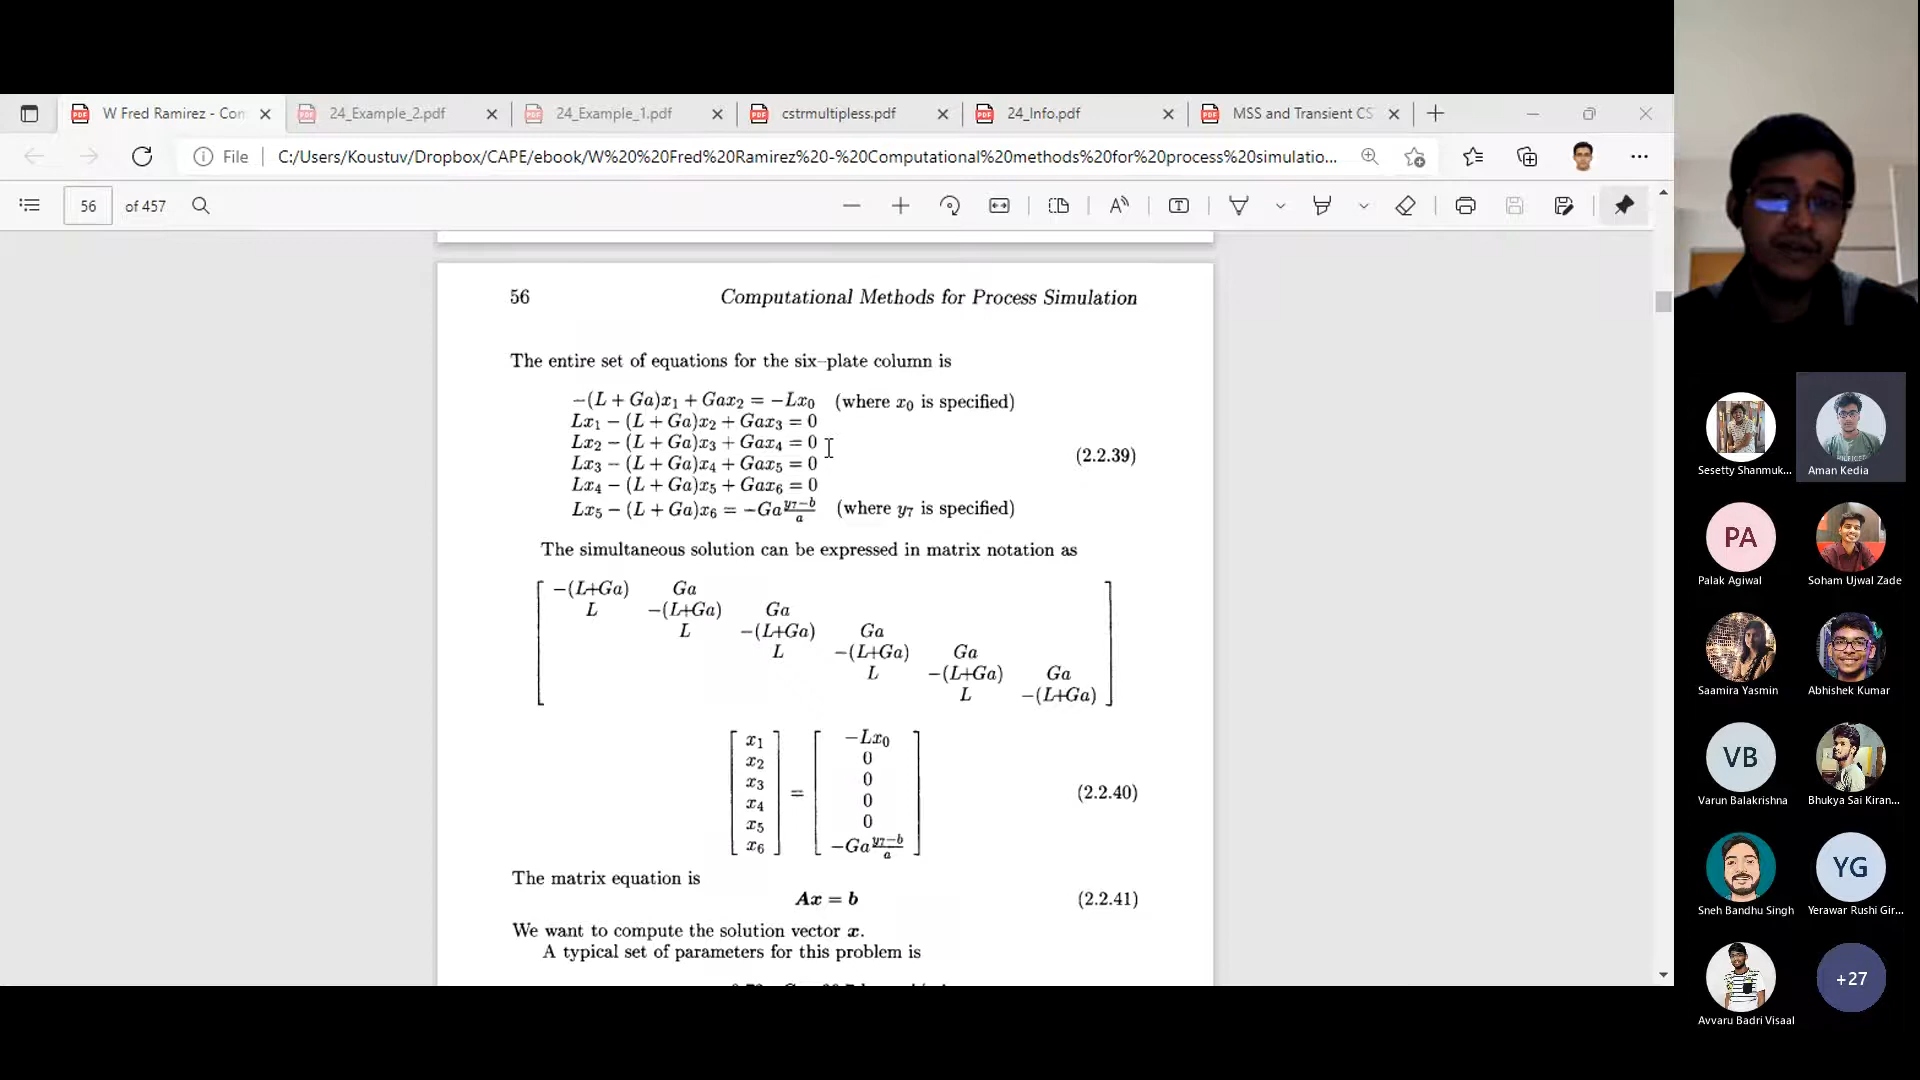 W Fred Ramirez - Con
24_Example_2.pdf
24_Example_1.pdf
cstrmultipless.pdf
24_Info.pdf
MSS and Transient CS
File
C:/Users/Koustuv/Dropbox/CAPE/ebook/W%20%20Fred%20Ramirez%20-%20Computational%20methods%20for%20process%20simulatio...
56 of 457
56 Computational Methods for Process Simulation
The entire set of equations for the six-plate column is
−(L + Ga)x₁ + Gax₂ = −Lx₀ (where x₀ is specified)
Lx₁ − (L + Ga)x₂ + Gax₃ = 0
Lx₂ − (L + Ga)x₃ + Gax₄ = 0
(2.2.39)
Lx₃ − (L + Ga)x₄ + Gax₅ = 0
Lx₄ − (L + Ga)x₅ + Gax₆ = 0
Lx₅ − (L + Ga)x₆ = −Ga (y₇−b)/a (where y₇ is specified)
The simultaneous solution can be expressed in matrix notation as
−(L+Ga) Ga
L −(L+Ga) Ga
L −(L+Ga) Ga
L −(L+Ga) Ga
L −(L+Ga) Ga
L −(L+Ga)
x₁ −Lx₀
x₂ 0
x₃ 0
= (2.2.40)
x₄ 0
x₅ 0
x₆ −Ga (y₇−b)/a
The matrix equation is
Ax = b (2.2.41)
We want to compute the solution vector x.
A typical set of parameters for this problem is
Sesetty Shanmuk...
Aman Kedia
PA
Palak Agiwal
Soham Ujwal Zade
Saamira Yasmin
Abhishek Kumar
VB
Varun Balakrishna
Bhukya Sai Kiran...
Sneh Bandhu Singh
YG
Yerawar Rushi Gir...
Avvaru Badri Visaal
+27